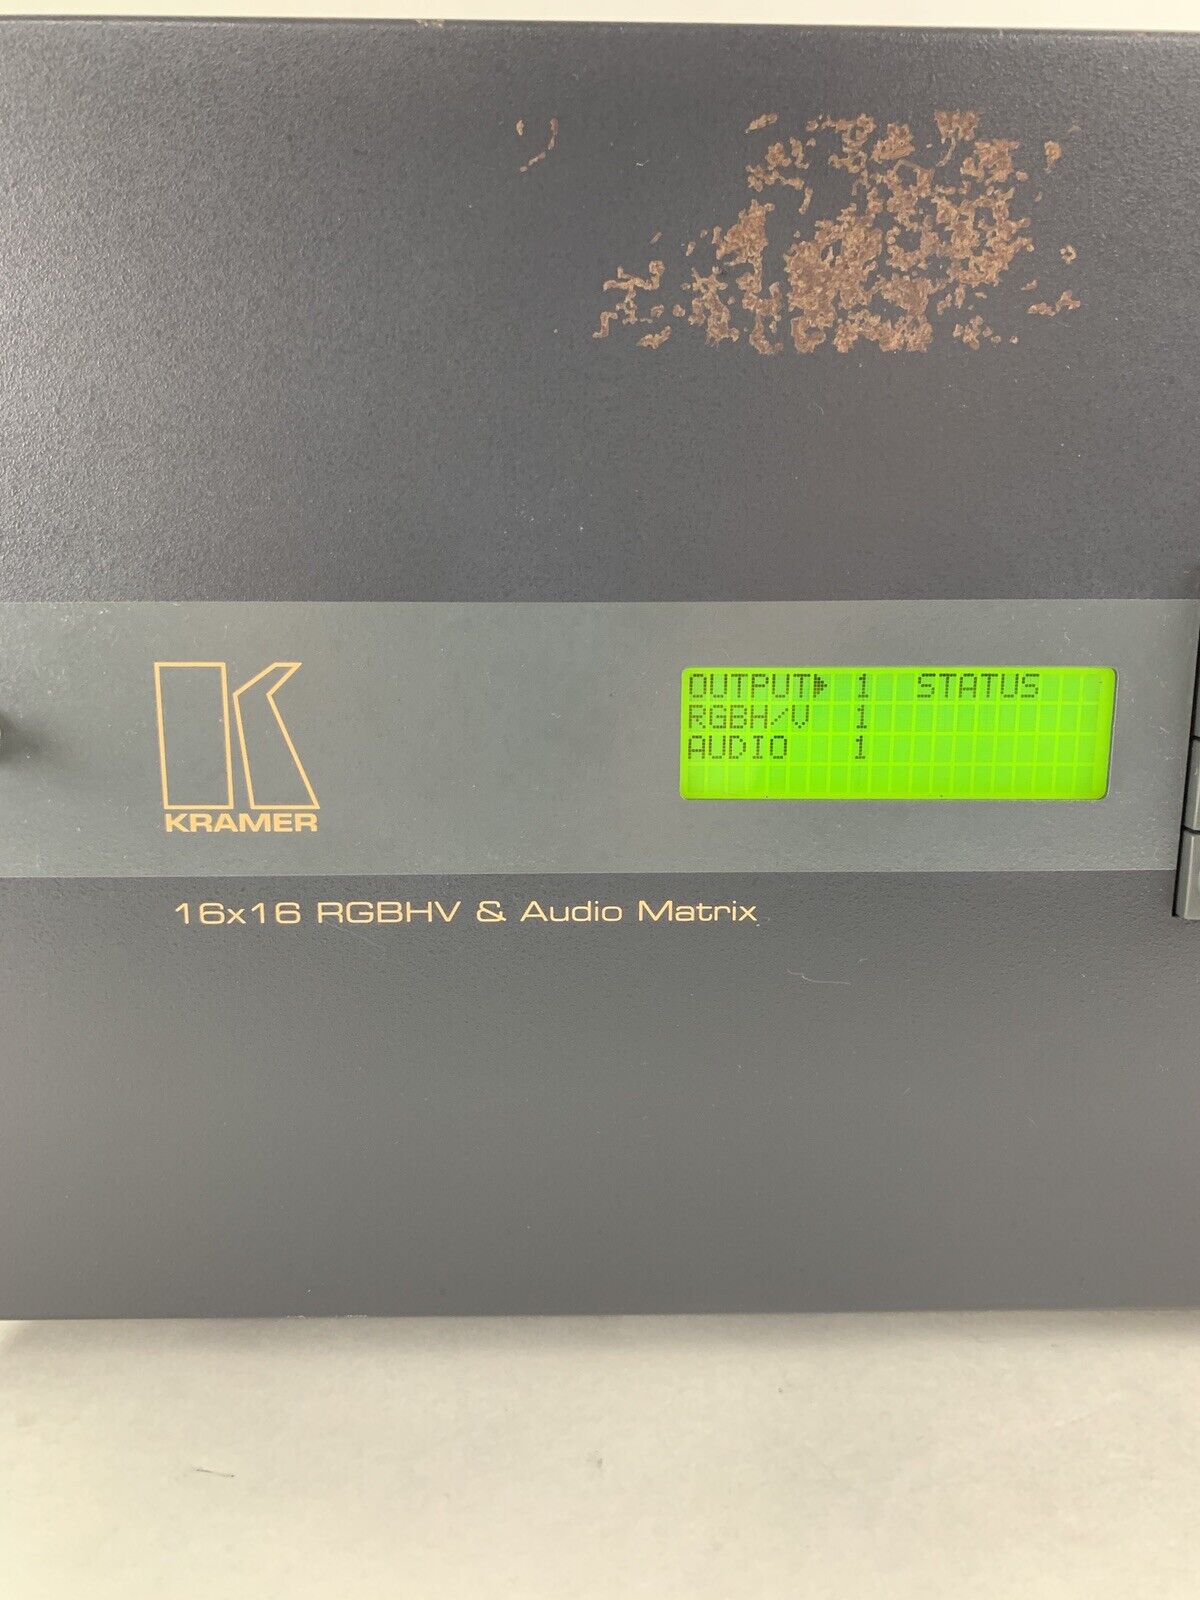 OUTPUT▶ 1 STATUS
RGBH/V 1
AUDIO 1
KRAMER
16x16 RGBHV & Audio Matrix